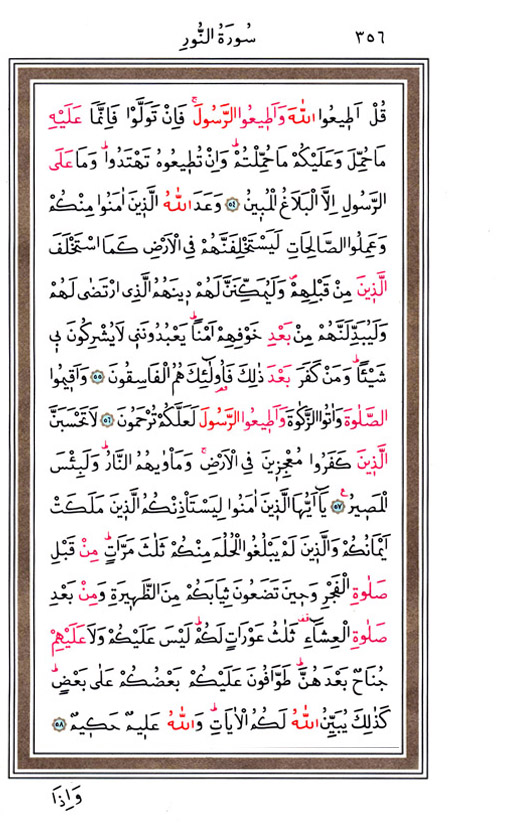 سُورَةُ النُّورِ ٣٥٦
قُلْ اَطٖيعُوا اللّٰهَ وَاَطٖيعُوا الرَّسُولَۚ فَاِنْ تَوَلَّوْا فَاِنَّمَا عَلَيْهِ
مَا حُمِّلَ وَعَلَيْكُمْ مَا حُمِّلْتُمْۜ وَاِنْ تُطٖيعُوهُ تَهْتَدُواۜ وَمَا عَلَى
الرَّسُولِ اِلَّا الْبَلَاغُ الْمُبٖينُ ﴿٥٤﴾ وَعَدَ اللّٰهُ الَّذٖينَ اٰمَنُوا مِنْكُمْ
وَعَمِلُوا الصَّالِحَاتِ لَيَسْتَخْلِفَنَّهُمْ فِي الْاَرْضِ كَمَا اسْتَخْلَفَ
الَّذٖينَ مِنْ قَبْلِهِمْࣕ وَلَيُمَكِّنَنَّ لَهُمْ دٖينَهُمُ الَّذِي ارْتَضٰى لَهُمْ
وَلَيُبَدِّلَنَّهُمْ مِنْ بَعْدِ خَوْفِهِمْ اَمْنًاۜ يَعْبُدُونَنٖي لَا يُشْرِكُونَ بٖي
شَيْـًٔاۜ وَمَنْ كَفَرَ بَعْدَ ذٰلِكَ فَاُولٰٓئِكَ هُمُ الْفَاسِقُونَ ﴿٥٥﴾ وَاَقٖيمُوا
الصَّلٰوةَ وَاٰتُوا الزَّكٰوةَ وَاَطٖيعُوا الرَّسُولَ لَعَلَّكُمْ تُرْحَمُونَ ﴿٥٦﴾ لَا تَحْسَبَنَّ
الَّذٖينَ كَفَرُوا مُعْجِزٖينَ فِي الْاَرْضِۚ وَمَاْوٰيهُمُ النَّارُۜ وَلَبِئْسَ
الْمَصٖيرُ ﴿٥٧﴾ يَٓا اَيُّهَا الَّذٖينَ اٰمَنُوا لِيَسْتَأْذِنْكُمُ الَّذٖينَ مَلَكَتْ
اَيْمَانُكُمْ وَالَّذٖينَ لَمْ يَبْلُغُوا الْحُلُمَ مِنْكُمْ ثَلٰثَ مَرَّاتٍۜ مِنْ قَبْلِ
صَلٰوةِ الْفَجْرِ وَحٖينَ تَضَعُونَ ثِيَابَكُمْ مِنَ الظَّهٖيرَةِ وَمِنْ بَعْدِ
صَلٰوةِ الْعِشَٓاءِࣞ ثَلٰثُ عَوْرَاتٍ لَكُمْۜ لَيْسَ عَلَيْكُمْ وَلَا عَلَيْهِمْ
جُنَاحٌ بَعْدَهُنَّۜ طَوَّافُونَ عَلَيْكُمْ بَعْضُكُمْ عَلٰى بَعْضٍۜ
كَذٰلِكَ يُبَيِّنُ اللّٰهُ لَكُمُ الْاٰيَاتِۜ وَاللّٰهُ عَلٖيمٌ حَكٖيمٌ ﴿٥٨﴾
وَاِذَا